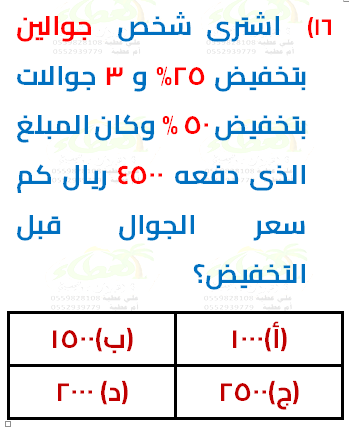 ١٦) اشترى شخص جوالين
بتخفيض ٢٥% و ٣ جوالات
بتخفيض ٥٠ % وكان المبلغ
الذى دفعه ٤٥٠٠ ريال كم
سعر الجوال قبل
التخفيض؟
(أ)١٠٠٠ (ب)١٥٠٠
(ج)٢٥٠٠ (د) ٢٠٠٠